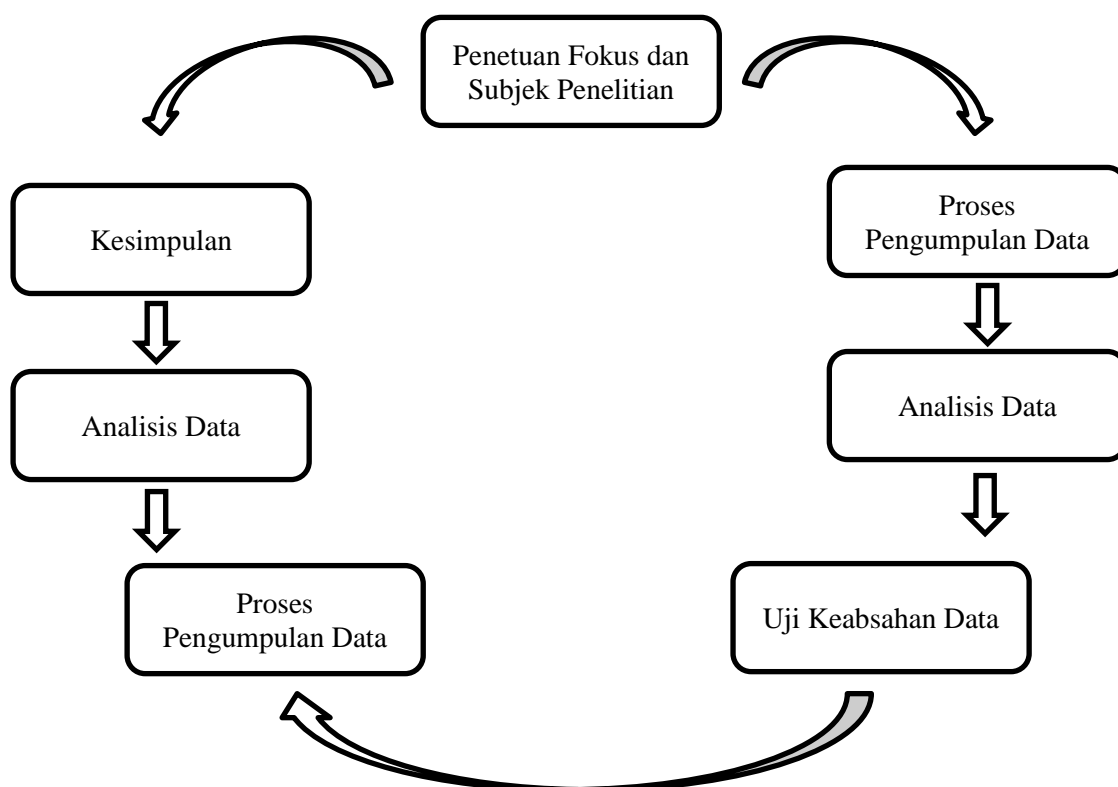 Penetuan Fokus dan
Subjek Penelitian
Kesimpulan
Proses
Pengumpulan Data
Analisis Data
Analisis Data
Proses
Pengumpulan Data
Uji Keabsahan Data